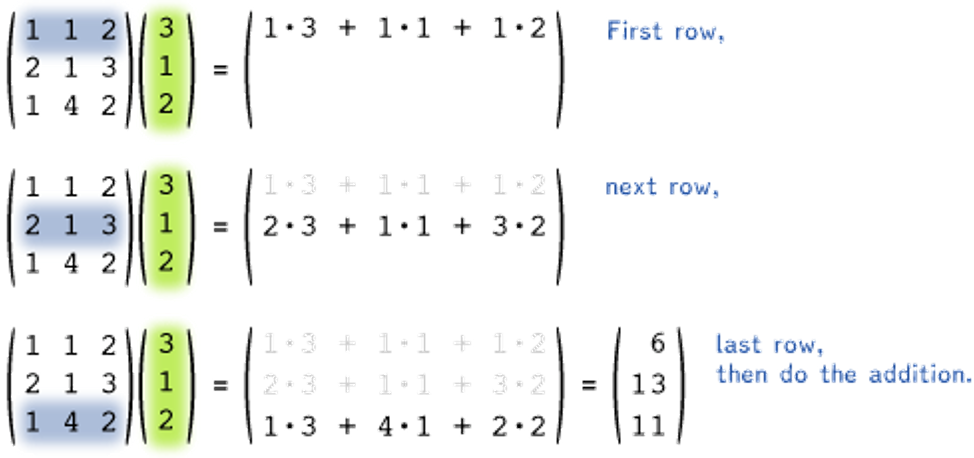 1 1 2 3 1·3 + 1·1 + 1·2 First row,
2 1 3 1 =
1 4 2 2
1 1 2 3 1·3 + 1·1 + 1·2 next row,
2 1 3 1 = 2·3 + 1·1 + 3·2
1 4 2 2
1 1 2 3 1·3 + 1·1 + 1·2 6 last row,
2 1 3 1 = 2·3 + 1·1 + 3·2 = 13 then do the addition.
1 4 2 2 1·3 + 4·1 + 2·2 11